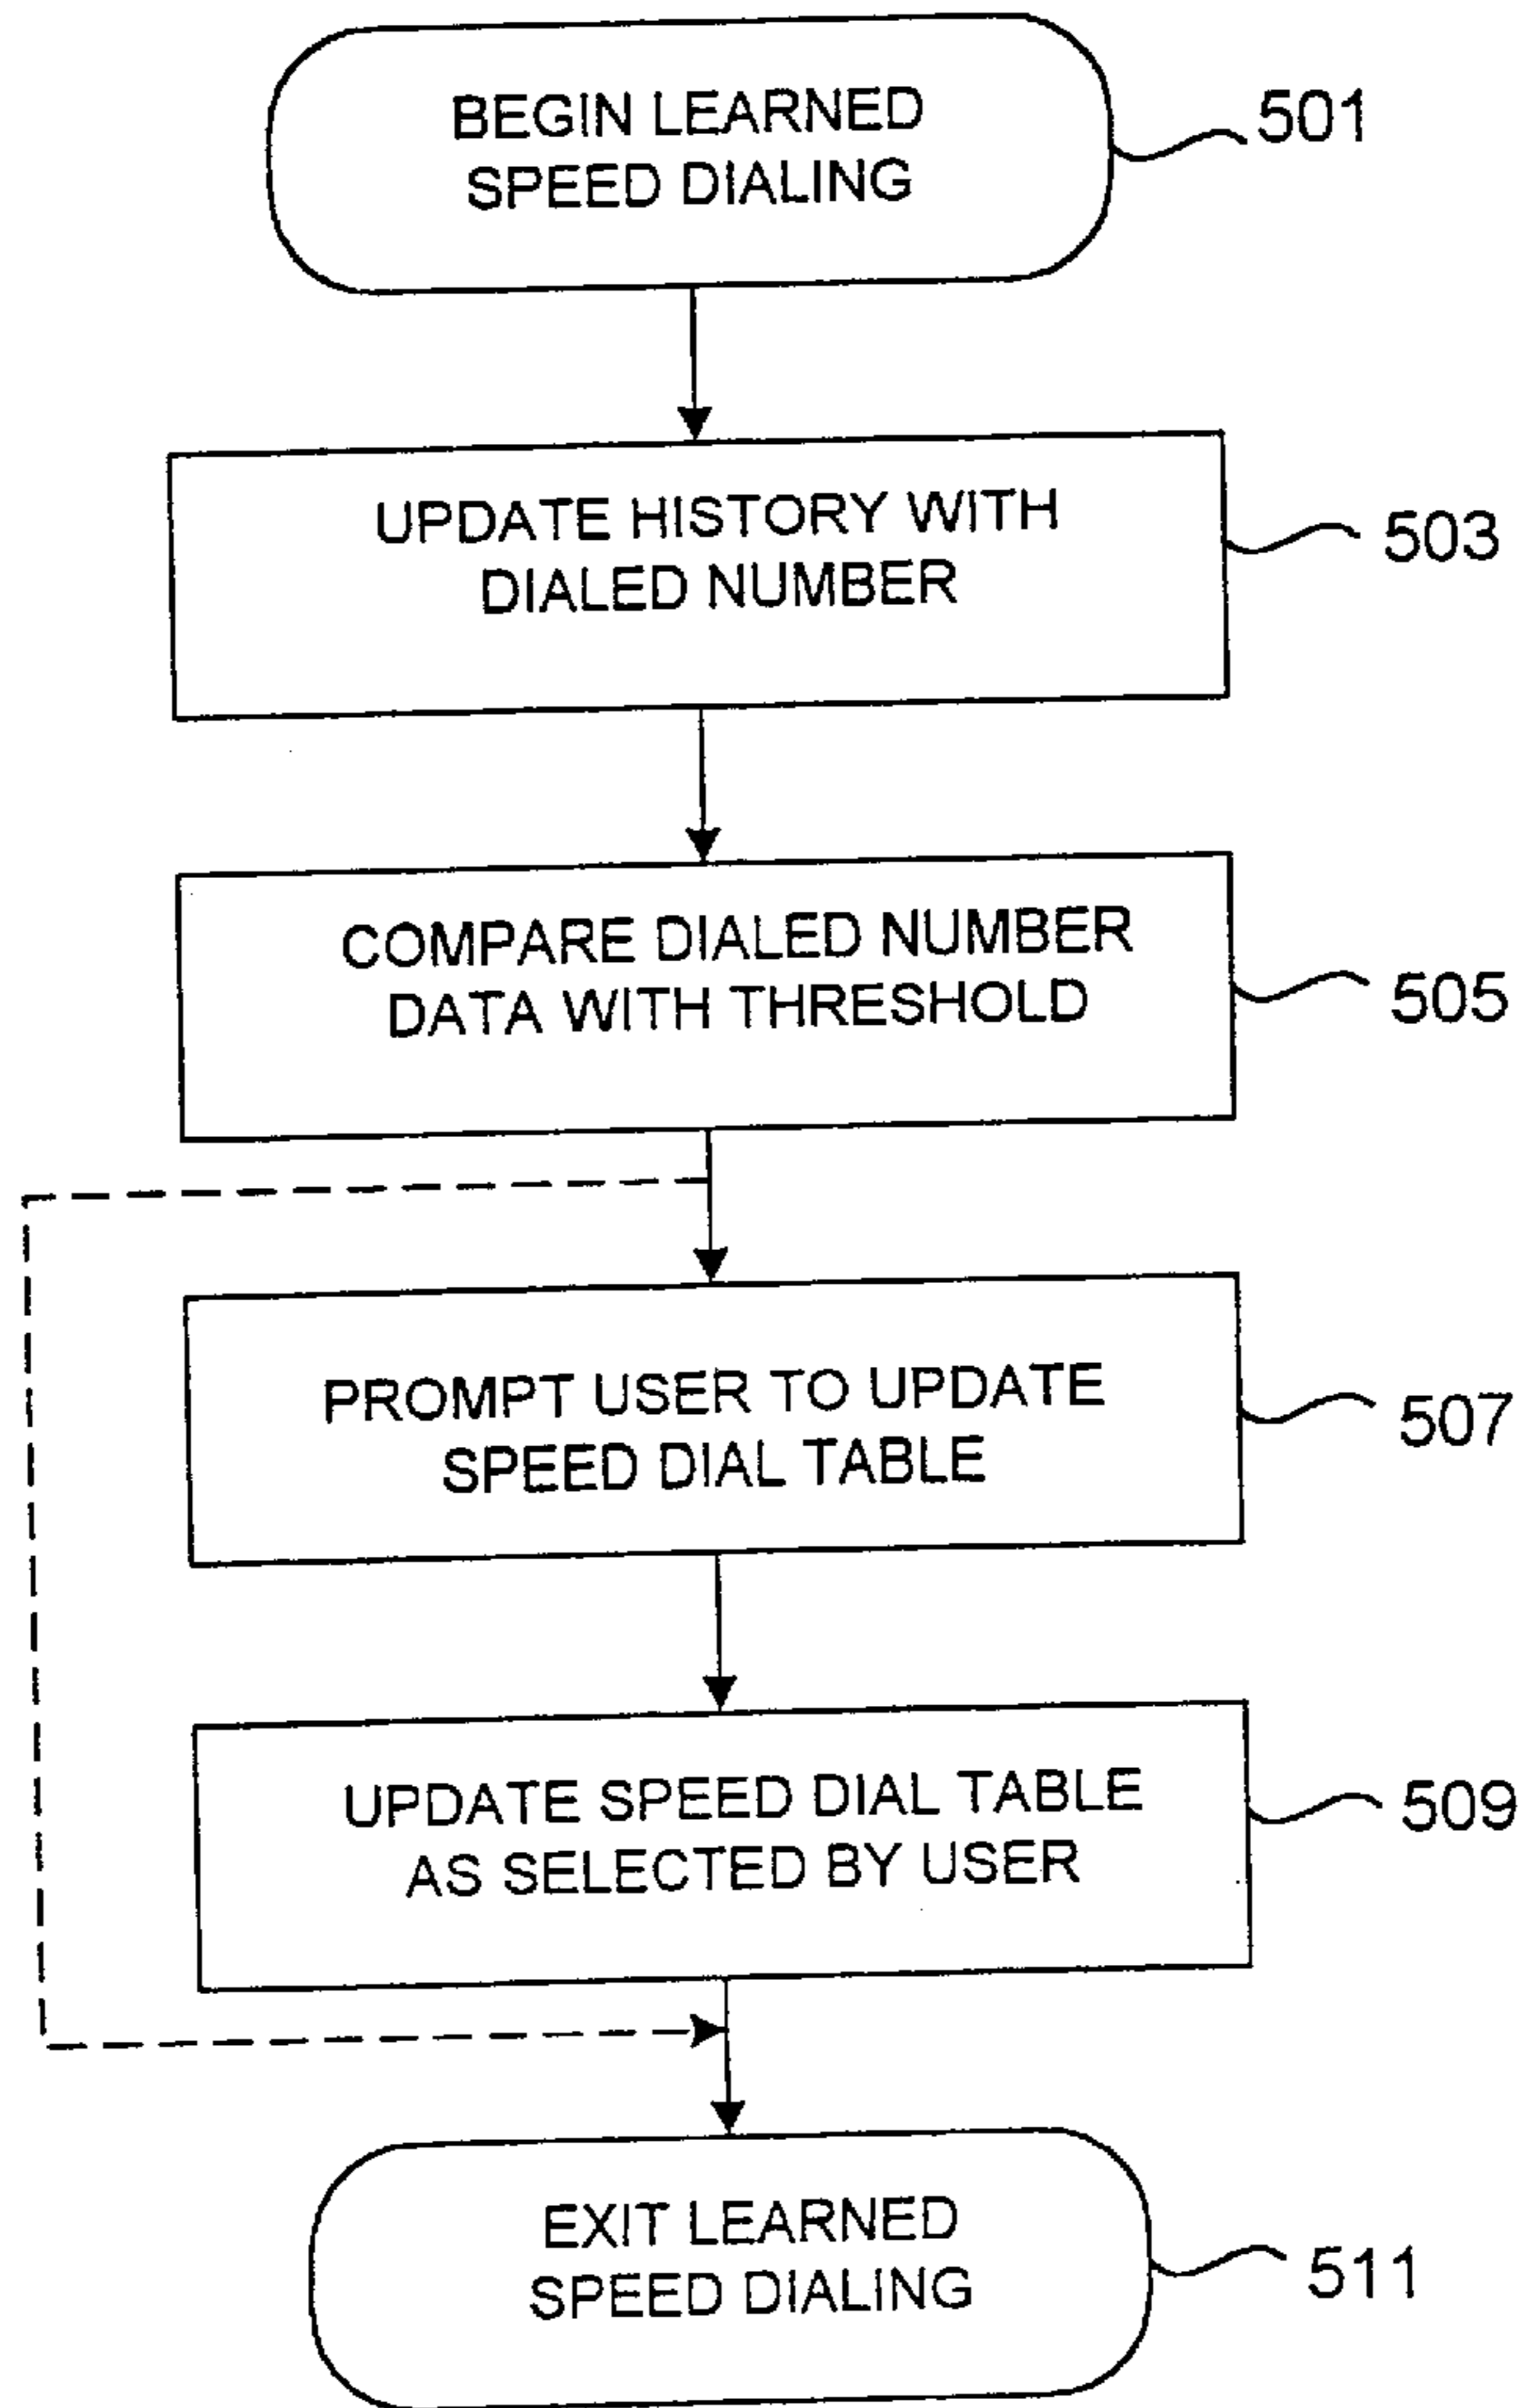 BEGIN LEARNED
SPEED DIALING
501
UPDATE HISTORY WITH
DIALED NUMBER
503
COMPARE DIALED NUMBER
DATA WITH THRESHOLD
505
PROMPT USER TO UPDATE
SPEED DIAL TABLE
507
UPDATE SPEED DIAL TABLE
AS SELECTED BY USER
509
EXIT LEARNED
SPEED DIALING
511